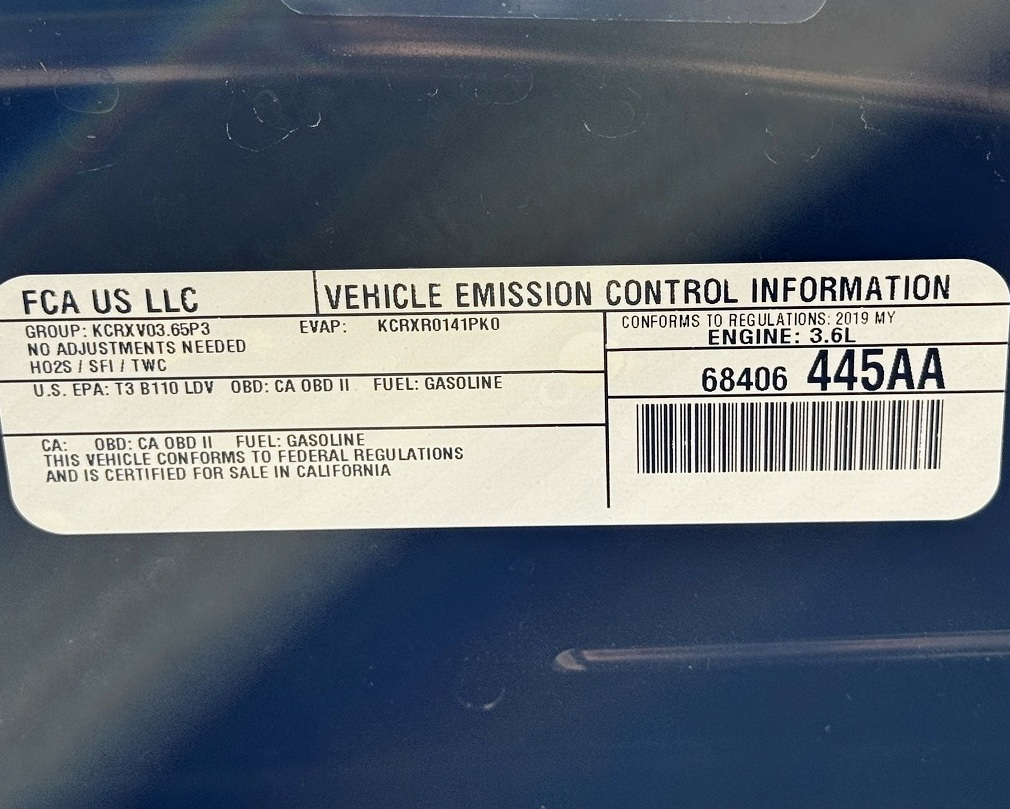 FCA US LLC
VEHICLE EMISSION CONTROL INFORMATION
GROUP: KCRXV03.65P3 EVAP: KCRXR0141PK0
NO ADJUSTMENTS NEEDED
HO2S / SFI / TWC
U.S. EPA: T3 B110 LDV OBD: CA OBD II FUEL: GASOLINE
CA: OBD: CA OBD II FUEL: GASOLINE
THIS VEHICLE CONFORMS TO FEDERAL REGULATIONS
AND IS CERTIFIED FOR SALE IN CALIFORNIA
CONFORMS TO REGULATIONS: 2019 MY
ENGINE: 3.6L
68406 445AA